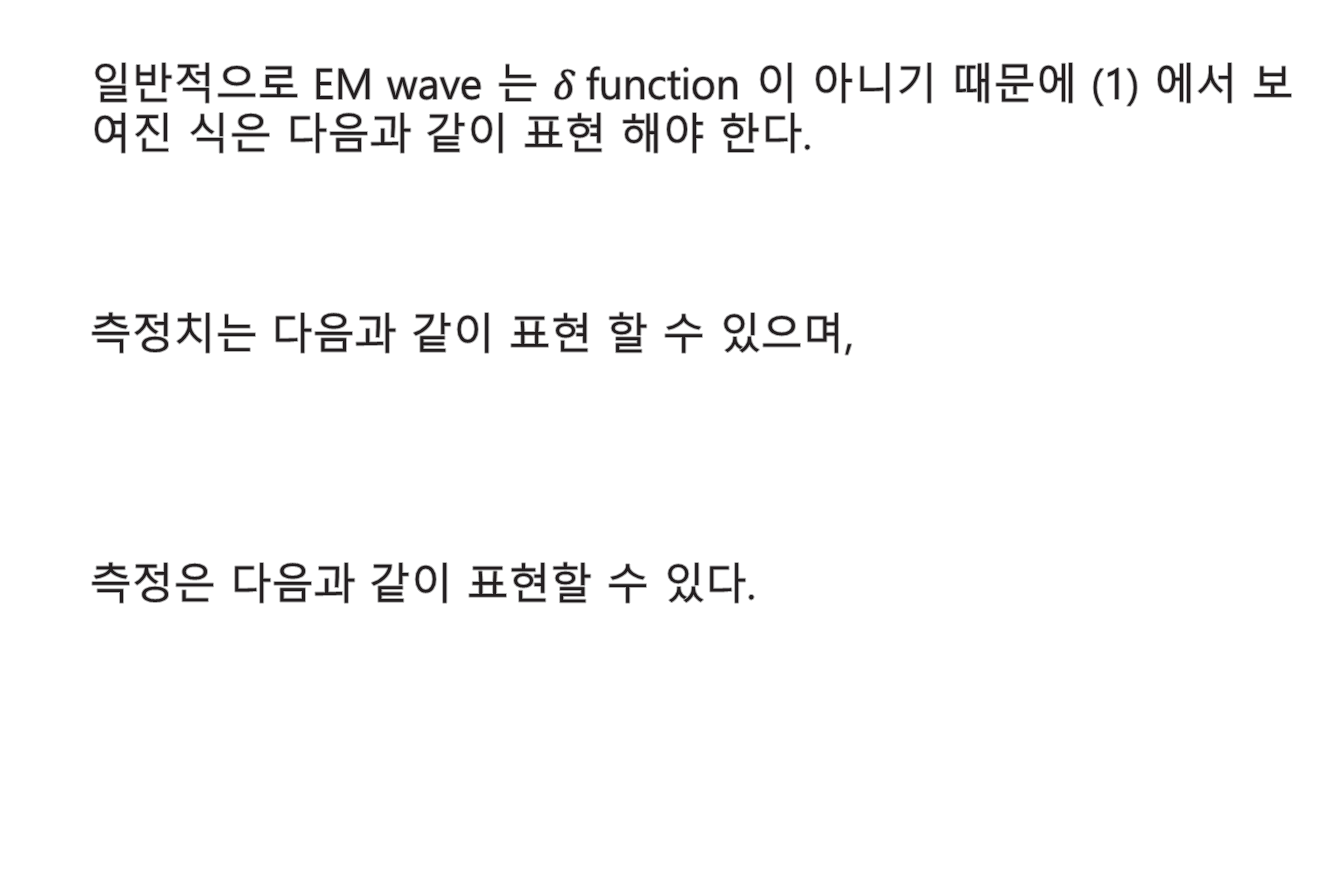 일반적으로 EM wave 는 𝛿 function 이 아니기 때문에 (1) 에서 보
여진 식은 다음과 같이 표현 해야 한다.
측정치는 다음과 같이 표현 할 수 있으며,
측정은 다음과 같이 표현할 수 있다.